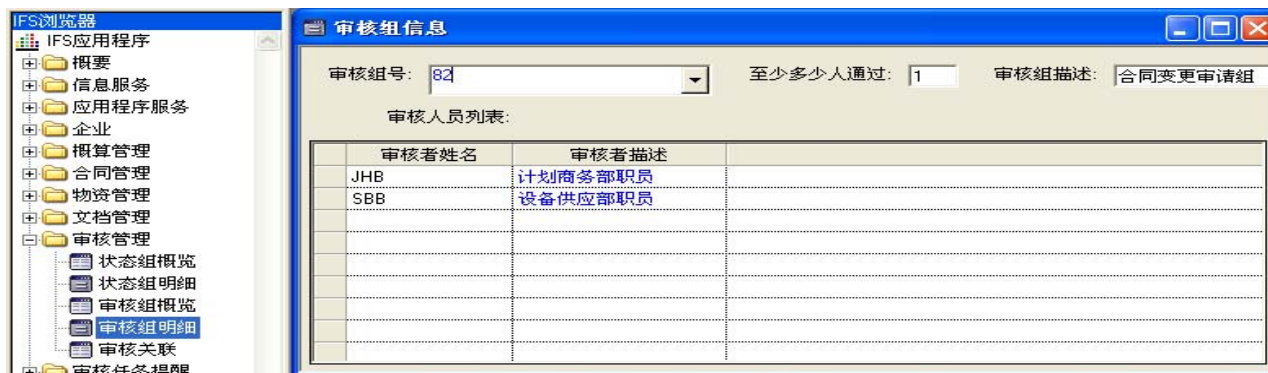 IFS浏览器
IFS应用程序
概要
信息服务
应用程序服务
企业
概算管理
合同管理
物资管理
文档管理
审核管理
状态组概览
状态组明细
审核组概览
审核组明细
审核关联
审核任务提醒
审核组信息
审核组号: 82 至少多少人通过: 1 审核组描述: 合同变更审请组
审核人员列表:
审核者姓名 审核者描述
JHB 计划商务部职员
SBB 设备供应部职员